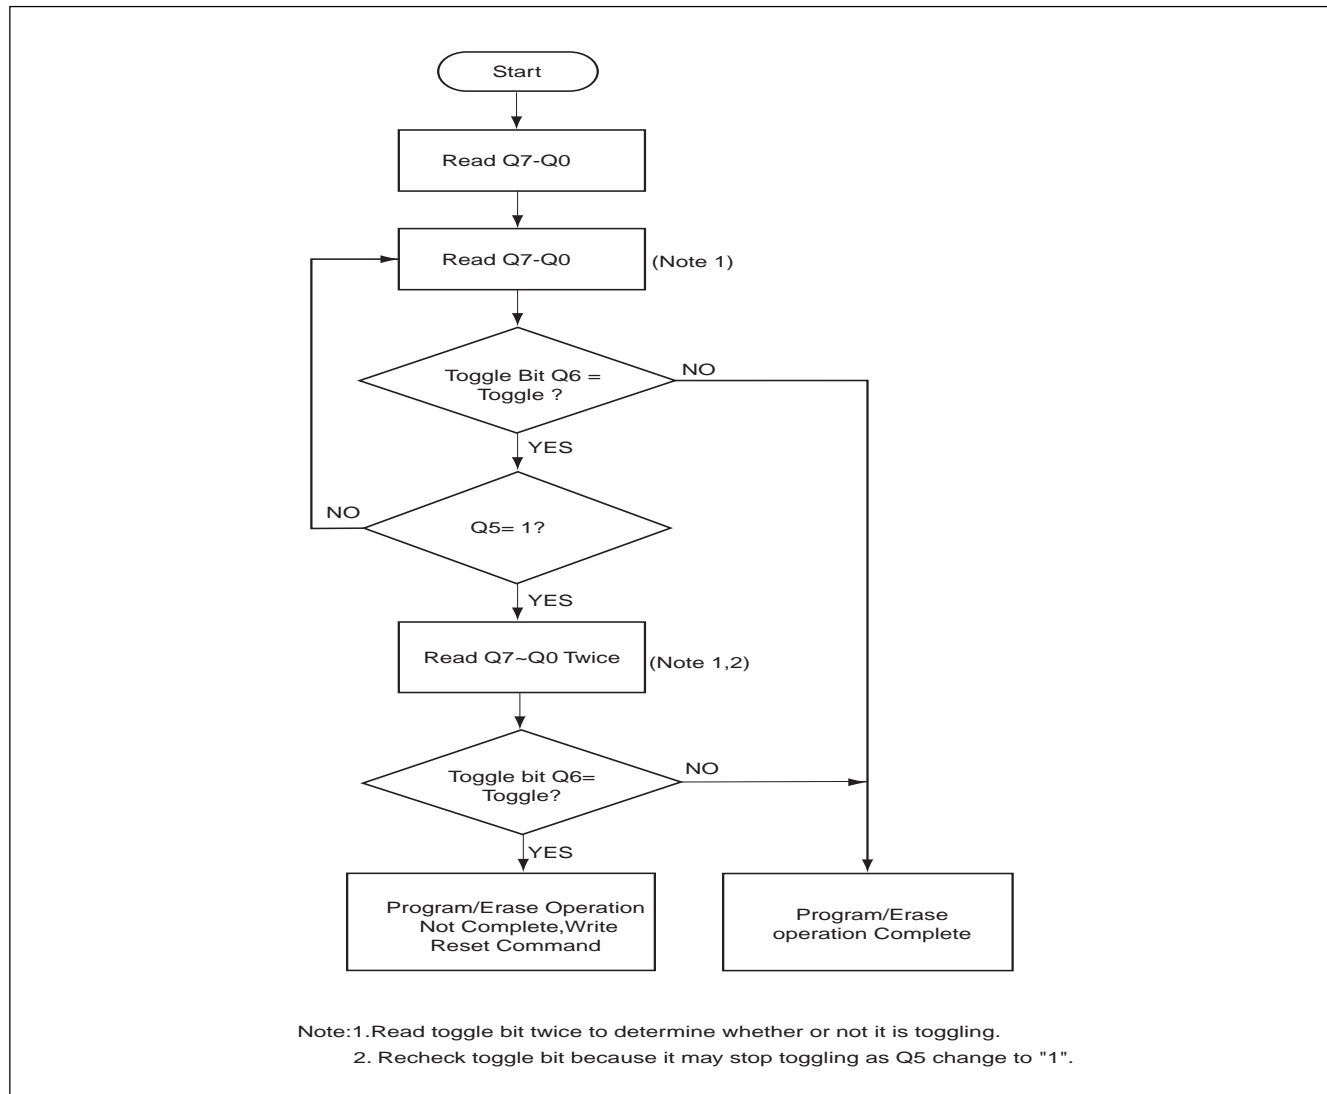 Start
Read Q7-Q0
Read Q7-Q0
(Note 1)
Toggle Bit Q6 =
Toggle ?
NO
YES
NO
Q5= 1?
YES
Read Q7~Q0 Twice
(Note 1,2)
Toggle bit Q6=
Toggle?
NO
YES
Program/Erase Operation
Not Complete,Write
Reset Command
Program/Erase
operation Complete
Note:1.Read toggle bit twice to determine whether or not it is toggling.
2. Recheck toggle bit because it may stop toggling as Q5 change to "1".